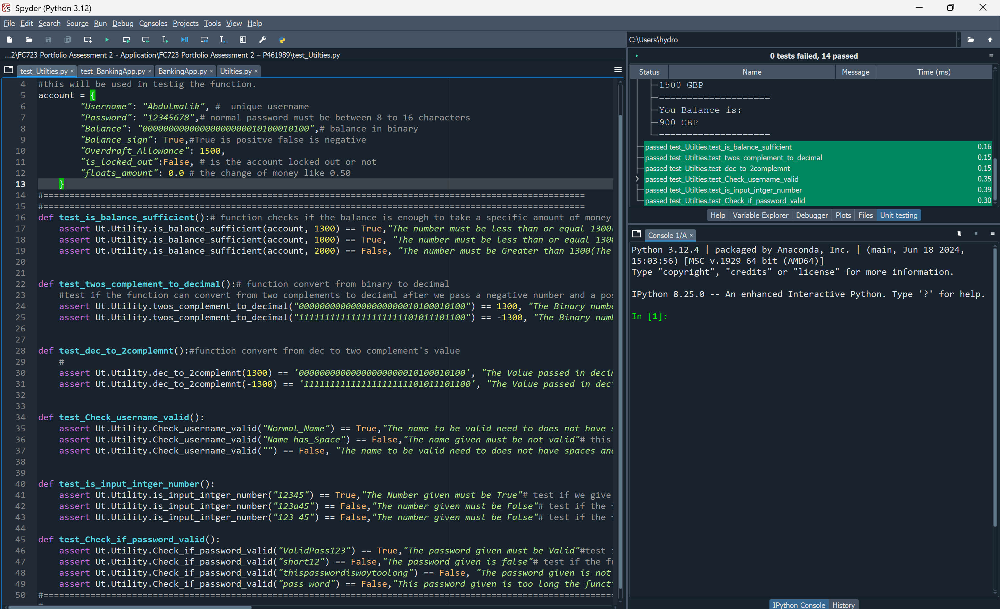 Spyder (Python 3.12)
File Edit Search Source Run Debug Consoles Projects Tools View Help
C:\Users\hydro
...2\FC723 Portfolio Assessment 2 - Application\FC723 Portfolio Assessment 2 – P461989\test_Utilties.py
test_Utilties.py test_BankingApp.py BankingApp.py Utilties.py
4 #this will be used in testig the function.
5 account = {
6 "Username": "Abdulmalik", # unique username
7 "Password": "12345678",# normal password must be between 8 to 16 characters
8 "Balance": "00000000000000000000010100010100",# balance in binary
9 "Balance_sign": True,#True is positve false is negative
10 "Overdraft_Allowance": 1500,
11 "is_locked_out":False, # is the account locked out or not
12 "floats_amount": 0.0 # the change of money like 0.50
13 }
14 #========================================================================================================
15 #========================================================================================================
16 def test_is_balance_sufficient():# function checks if the balance is enough to take a specific amount of money
17 assert Ut.Utility.is_balance_sufficient(account, 1300) == True,"The number must be less than or equal 1300(
18 assert Ut.Utility.is_balance_sufficient(account, 1000) == True, "The number must be less than or equal 1300
19 assert Ut.Utility.is_balance_sufficient(account, 2000) == False, "The number must be Greater than 1300(The
20
21
22 def test_twos_complement_to_decimal():# function convert from binary to decimal
23 #test if the function can convert from two complements to deciaml after we pass a negative number and a pos
24 assert Ut.Utility.twos_complement_to_decimal("00000000000000000000010100010100") == 1300, "The Binary numbe
25 assert Ut.Utility.twos_complement_to_decimal("11111111111111111111101011101100") == -1300, "The Binary numb
26
27
28 def test_dec_to_2complemnt():#function convert from dec to two complement's value
29 #
30 assert Ut.Utility.dec_to_2complemnt(1300) == '00000000000000000000010100010100', "The Value passed in decim
31 assert Ut.Utility.dec_to_2complemnt(-1300) == '11111111111111111111101011101100', "The Value passed in deci
32
33
34 def test_Check_username_valid():
35 assert Ut.Utility.Check_username_valid("Normal_Name") == True,"The name to be valid need to does not have s
36 assert Ut.Utility.Check_username_valid("Name has_Space") == False,"The name given must be not valid"# this
37 assert Ut.Utility.Check_username_valid("") == False, "The name to be valid need to does not have spaces and
38
39
40 def test_is_input_intger_number():
41 assert Ut.Utility.is_input_intger_number("12345") == True,"The Number given must be True"# test if we give
42 assert Ut.Utility.is_input_intger_number("123a45") == False,"The number given must be False"# test if the
43 assert Ut.Utility.is_input_intger_number("123 45") == False,"The number given must be False"# test if the
44
45 def test_Check_if_password_valid():
46 assert Ut.Utility.Check_if_password_valid("ValidPass123") == True,"The password given must be Valid"#test
47 assert Ut.Utility.Check_if_password_valid("short12") == False,"The password given is false"# test if the fu
48 assert Ut.Utility.Check_if_password_valid("thispasswordiswaytoolong") == False, "The password given is not
49 assert Ut.Utility.Check_if_password_valid("pass word") == False,"This password given is too long the functi
50 #==============================================================================================================
0 tests failed, 14 passed
Status Name Message Time (ms)
1500 GBP
====================
You Balance is:
900 GBP
====================
passed test_Utilties.test_is_balance_sufficient 0.16
passed test_Utilties.test_twos_complement_to_decimal 0.15
passed test_Utilties.test_dec_to_2complemnt 0.15
passed test_Utilties.test_Check_username_valid 0.35
passed test_Utilties.test_is_input_intger_number 0.39
passed test_Utilties.test_Check_if_password_valid 0.30
Help Variable Explorer Debugger Plots Files Unit testing
Console 1/A
Python 3.12.4 | packaged by Anaconda, Inc. | (main, Jun 18 2024,
15:03:56) [MSC v.1929 64 bit (AMD64)]
Type "copyright", "credits" or "license" for more information.
IPython 8.25.0 -- An enhanced Interactive Python. Type '?' for help.
In [1]:
IPython Console History